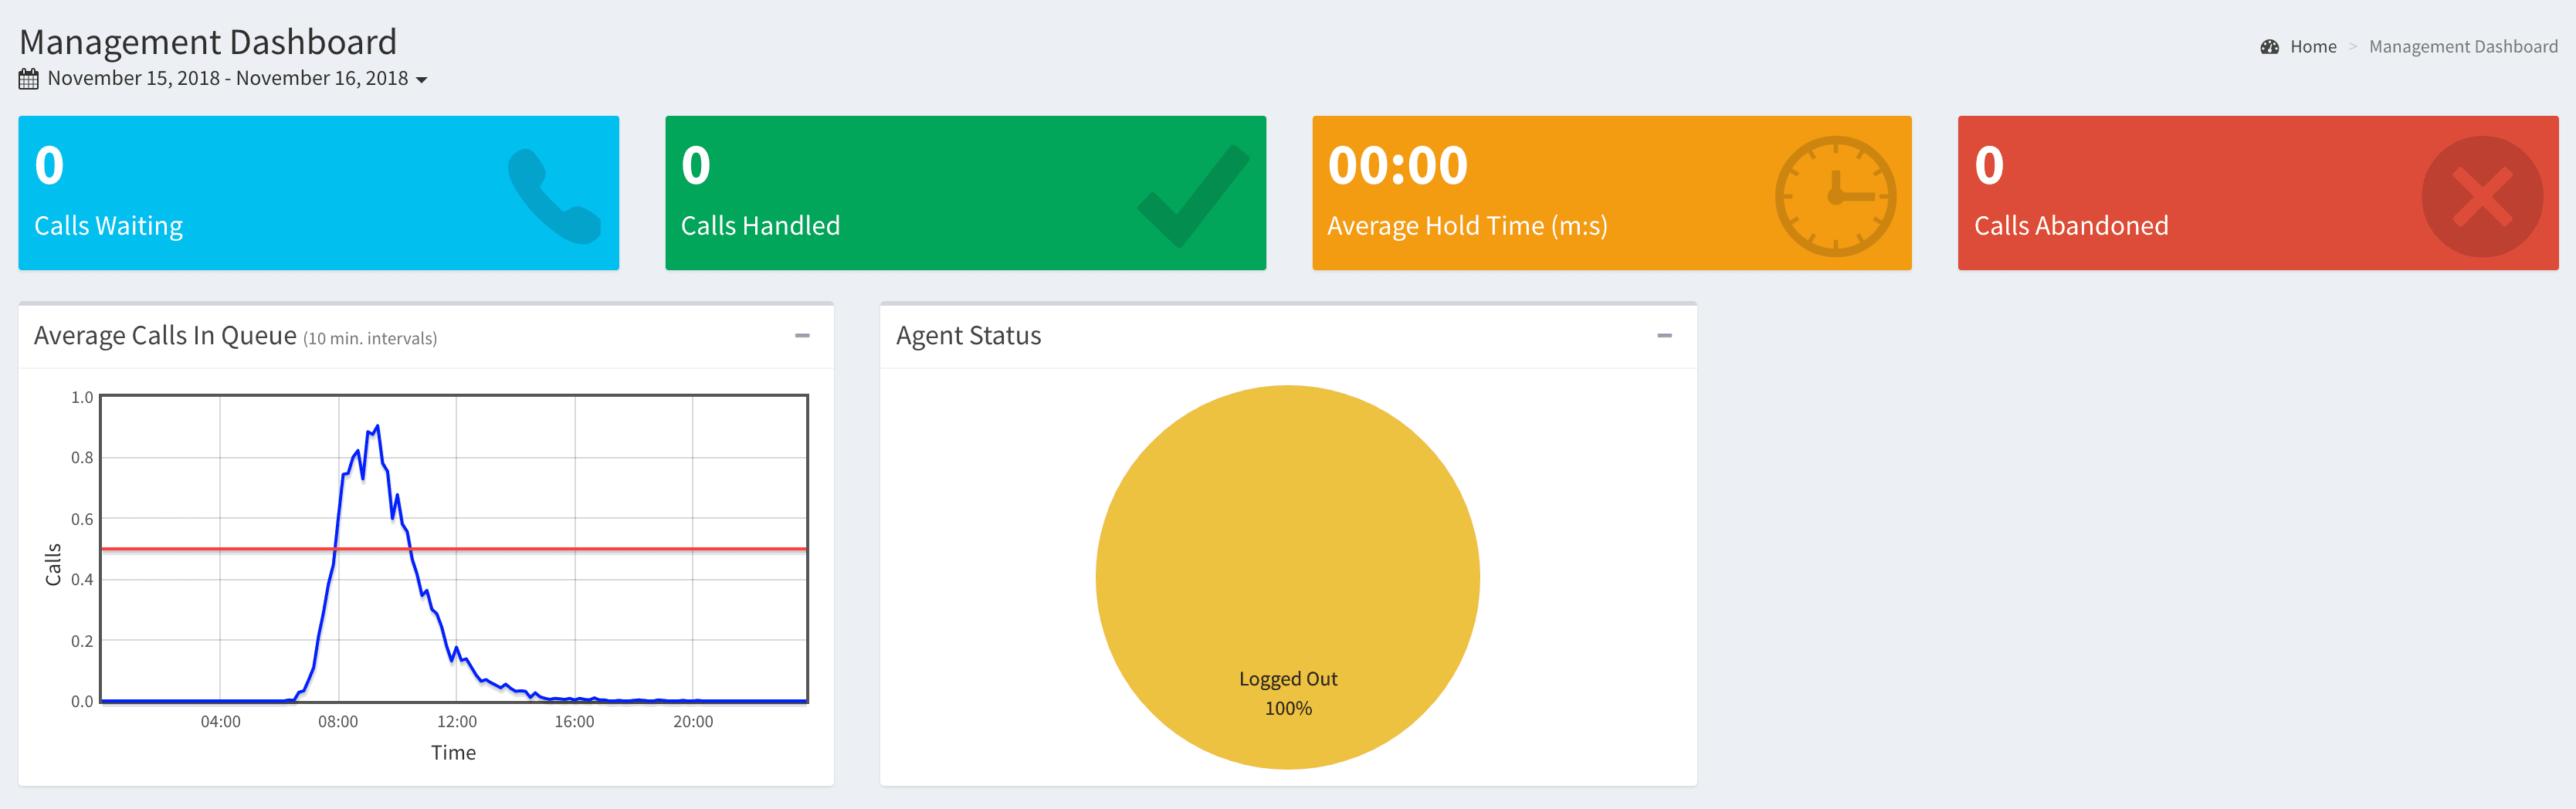 Management Dashboard
Home > Management Dashboard
November 15, 2018 - November 16, 2018
0
Calls Waiting
0
Calls Handled
00:00
Average Hold Time (m:s)
0
Calls Abandoned
Average Calls In Queue (10 min. intervals)
1.0
0.8
0.6
0.4
0.2
0.0
Calls
04:00 08:00 12:00 16:00 20:00
Time
Agent Status
Logged Out
100%